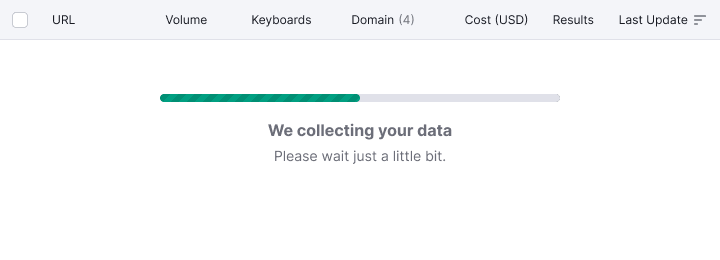 URL Volume Keyboards Domain (4) Cost (USD) Results Last Update
We collecting your data
Please wait just a little bit.